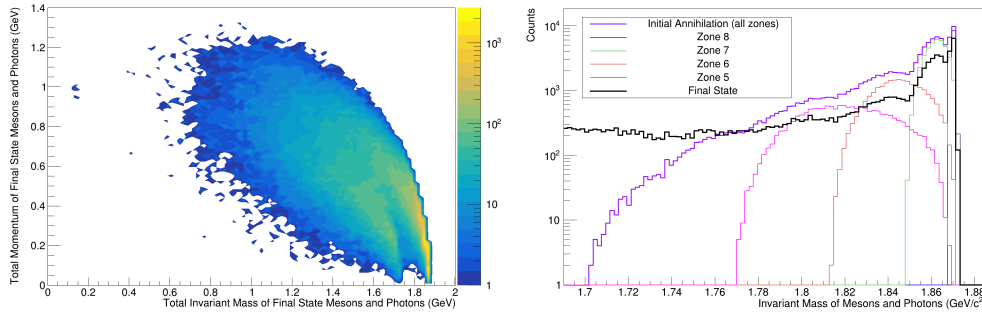 Total Momentum of Final State Mesons and Photons (GeV)
1.4
1.2
1
0.8
0.6
0.4
0.2
0
0 0.2 0.4 0.6 0.8 1.0 1.2 1.4 1.6 1.8 2
Total Invariant Mass of Final State Mesons and Photons (GeV)
10³
10²
10
1
Counts
10⁴
10³
10²
10
1
Initial Annihilation (all zones)
Zone 8
Zone 7
Zone 6
Zone 5
Final State
1.7 1.72 1.74 1.76 1.78 1.80 1.82 1.84 1.86 1.88
Invariant Mass of Mesons and Photons (GeV/c²